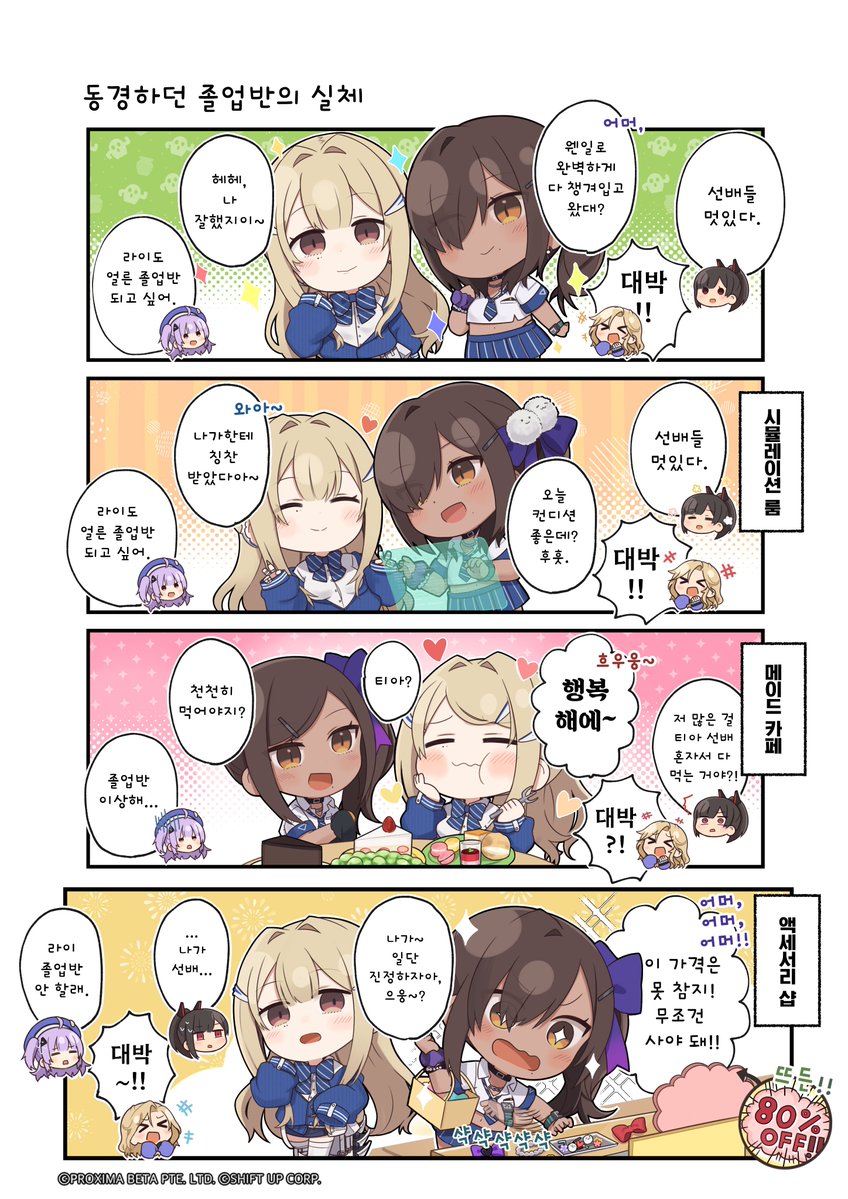 동경하던 졸업반의 실체
어머,
웬일로
완벽하게
다 챙겨입고
왔대?
헤헤,
나
잘했지이~
선배들
멋있다.
라이도
얼른 졸업반
되고 싶어.
대박
!!
시뮬레이션 룸
와아~
나가한테
칭찬
받았다아~
선배들
멋있다.
오늘
컨디션
좋은데?
후훗.
라이도
얼른 졸업반
되고 싶어.
대박
!!
메이드 카페
천천히
먹어야지?
티아?
흐우웅~
행복
해에~
저 많은 걸
티아 선배
혼자서 다
먹는 거야?!
졸업반
이상해...
대박
?!
액세서리 샵
라이
졸업반
안 할래.
...
나가
선배...
나가~
일단
진정하자아,
으응~?
어머,
어머,
어머!!
이 가격은
못 참지!
무조건
사야 돼!!
대박
~!!
샥샥샥샥샥
뜨든!!
80%
OFF!!
©PROXIMA BETA PTE. LTD. ©SHIFT UP CORP.